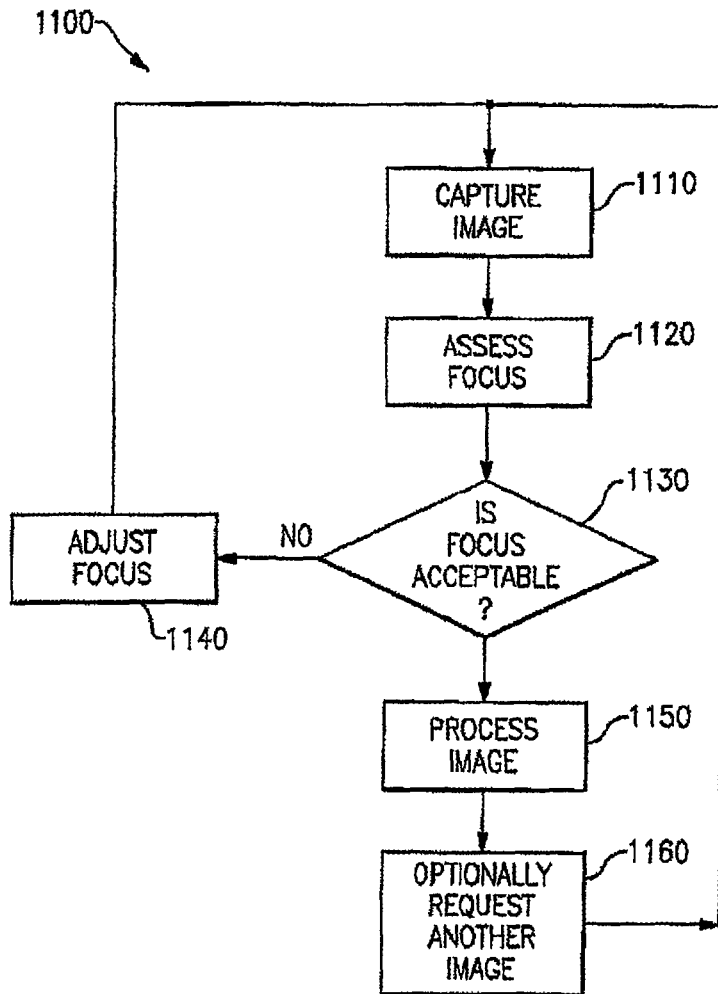 1100
CAPTURE
IMAGE
1110
ASSESS
FOCUS
1120
IS
FOCUS
ACCEPTABLE
?
1130
NO
ADJUST
FOCUS
1140
PROCESS
IMAGE
1150
OPTIONALLY
REQUEST
ANOTHER
IMAGE
1160